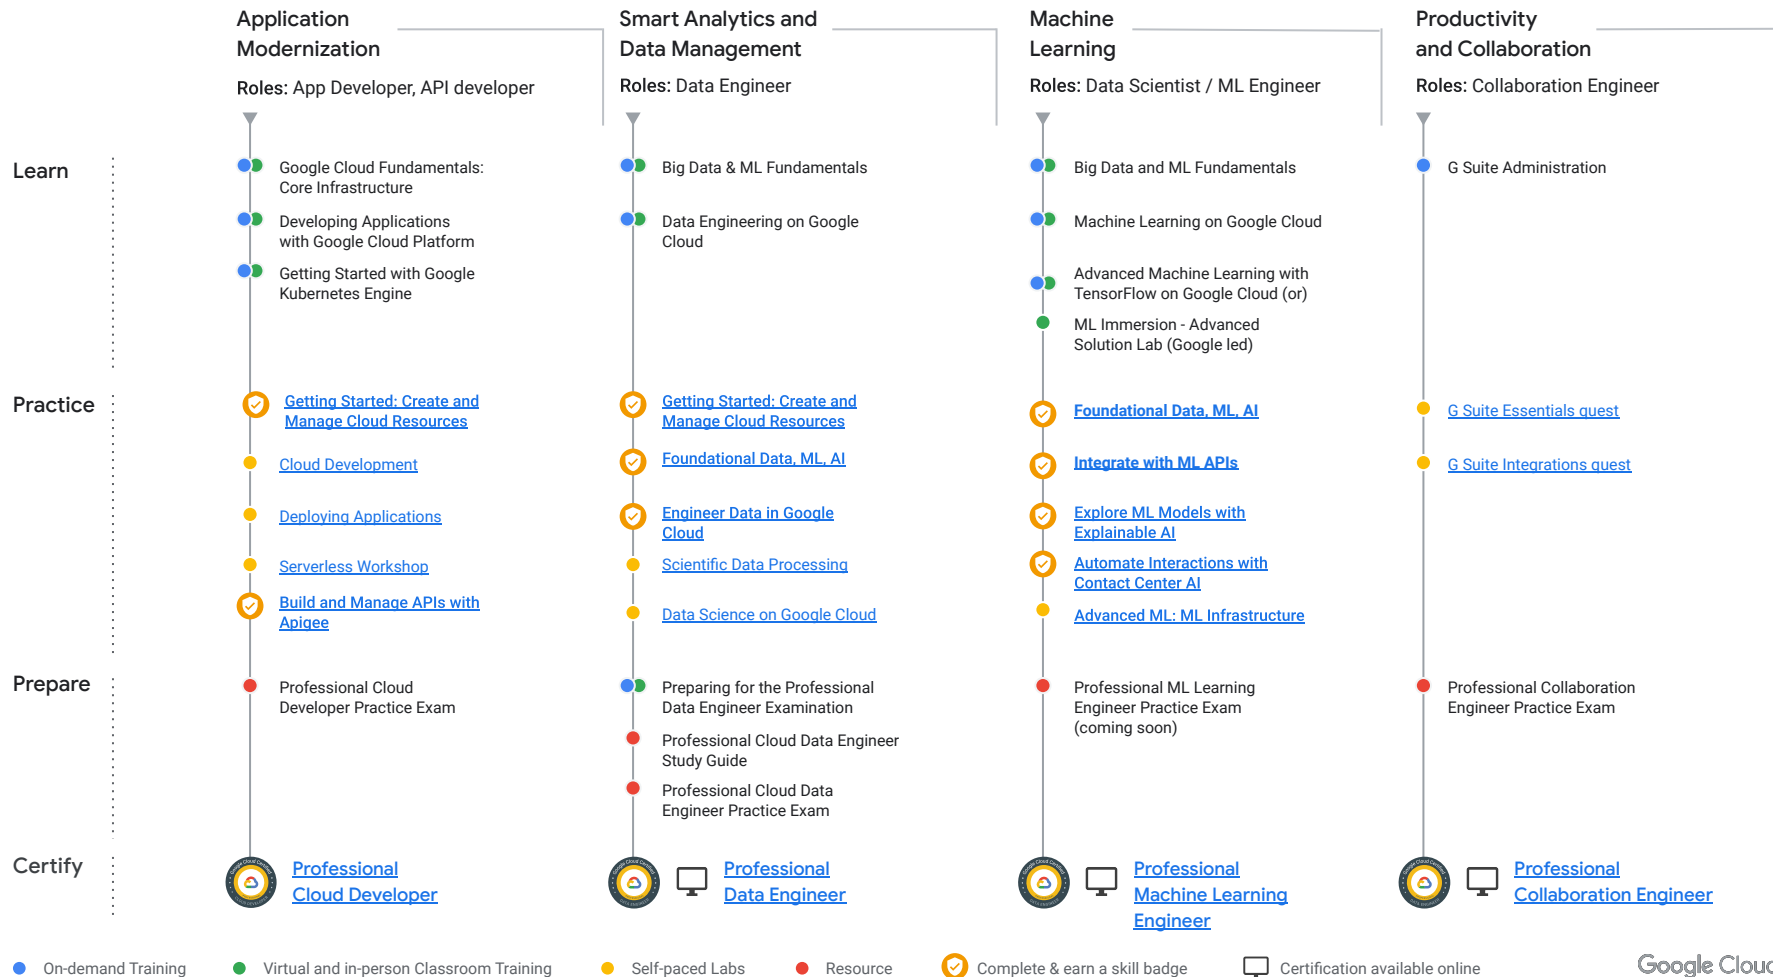 Application
Modernization
Roles: App Developer, API developer
Smart Analytics and
Data Management
Roles: Data Engineer
Machine
Learning
Roles: Data Scientist / ML Engineer
Productivity
and Collaboration
Roles: Collaboration Engineer
Learn
Google Cloud Fundamentals:
Core Infrastructure
Developing Applications
with Google Cloud Platform
Getting Started with Google
Kubernetes Engine
Big Data & ML Fundamentals
Data Engineering on Google
Cloud
Big Data and ML Fundamentals
Machine Learning on Google Cloud
Advanced Machine Learning with
TensorFlow on Google Cloud (or)
ML Immersion - Advanced
Solution Lab (Google led)
G Suite Administration
Practice
Getting Started: Create and
Manage Cloud Resources
Cloud Development
Deploying Applications
Serverless Workshop
Build and Manage APIs with
Apigee
Getting Started: Create and
Manage Cloud Resources
Foundational Data, ML, AI
Engineer Data in Google
Cloud
Scientific Data Processing
Data Science on Google Cloud
Foundational Data, ML, AI
Integrate with ML APIs
Explore ML Models with
Explainable AI
Automate Interactions with
Contact Center AI
Advanced ML: ML Infrastructure
G Suite Essentials quest
G Suite Integrations quest
Prepare
Professional Cloud
Developer Practice Exam
Preparing for the Professional
Data Engineer Examination
Professional Cloud Data Engineer
Study Guide
Professional Cloud Data
Engineer Practice Exam
Professional ML Learning
Engineer Practice Exam
(coming soon)
Professional Collaboration
Engineer Practice Exam
Certify
Professional
Cloud Developer
Professional
Data Engineer
Professional
Machine Learning
Engineer
Professional
Collaboration Engineer
On-demand Training
Virtual and in-person Classroom Training
Self-paced Labs
Resource
Complete & earn a skill badge
Certification available online
Google Cloud